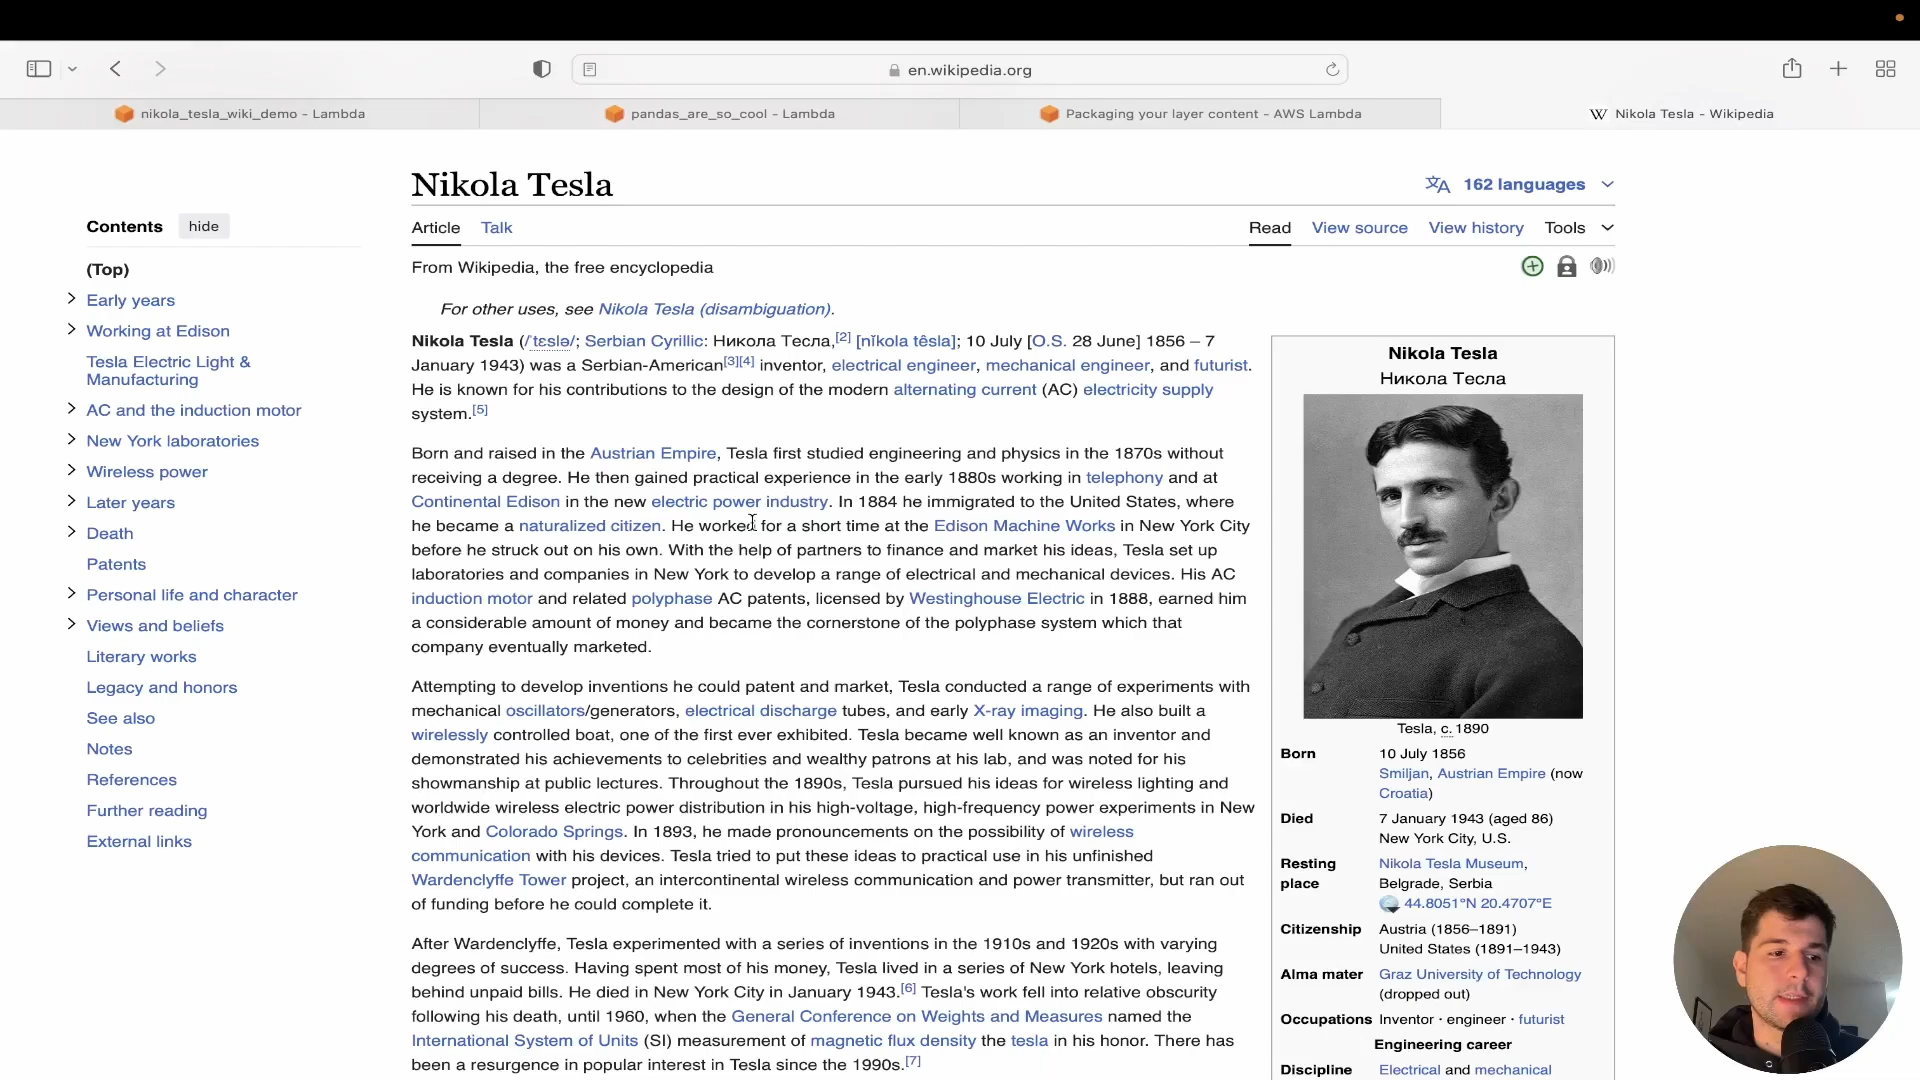 en.wikipedia.org
nikola_tesla_wiki_demo - Lambda
pandas_are_so_cool - Lambda
Packaging your layer content - AWS Lambda
W Nikola Tesla - Wikipedia
Nikola Tesla
162 languages
Contents hide
Article Talk
Read View source View history Tools
(Top)
Early years
Working at Edison
Tesla Electric Light &
Manufacturing
AC and the induction motor
New York laboratories
Wireless power
Later years
Death
Patents
Personal life and character
Views and beliefs
Literary works
Legacy and honors
See also
Notes
References
Further reading
External links
From Wikipedia, the free encyclopedia
For other uses, see Nikola Tesla (disambiguation).
Nikola Tesla (/ˈtɛslə/; Serbian Cyrillic: Никола Тесла,[2] [nǐkola têsla]; 10 July [O.S. 28 June] 1856 – 7
January 1943) was a Serbian-American[3][4] inventor, electrical engineer, mechanical engineer, and futurist.
He is known for his contributions to the design of the modern alternating current (AC) electricity supply
system.[5]
Born and raised in the Austrian Empire, Tesla first studied engineering and physics in the 1870s without
receiving a degree. He then gained practical experience in the early 1880s working in telephony and at
Continental Edison in the new electric power industry. In 1884 he immigrated to the United States, where
he became a naturalized citizen. He worked for a short time at the Edison Machine Works in New York City
before he struck out on his own. With the help of partners to finance and market his ideas, Tesla set up
laboratories and companies in New York to develop a range of electrical and mechanical devices. His AC
induction motor and related polyphase AC patents, licensed by Westinghouse Electric in 1888, earned him
a considerable amount of money and became the cornerstone of the polyphase system which that
company eventually marketed.
Attempting to develop inventions he could patent and market, Tesla conducted a range of experiments with
mechanical oscillators/generators, electrical discharge tubes, and early X-ray imaging. He also built a
wirelessly controlled boat, one of the first ever exhibited. Tesla became well known as an inventor and
demonstrated his achievements to celebrities and wealthy patrons at his lab, and was noted for his
showmanship at public lectures. Throughout the 1890s, Tesla pursued his ideas for wireless lighting and
worldwide wireless electric power distribution in his high-voltage, high-frequency power experiments in New
York and Colorado Springs. In 1893, he made pronouncements on the possibility of wireless
communication with his devices. Tesla tried to put these ideas to practical use in his unfinished
Wardenclyffe Tower project, an intercontinental wireless communication and power transmitter, but ran out
of funding before he could complete it.
After Wardenclyffe, Tesla experimented with a series of inventions in the 1910s and 1920s with varying
degrees of success. Having spent most of his money, Tesla lived in a series of New York hotels, leaving
behind unpaid bills. He died in New York City in January 1943.[6] Tesla's work fell into relative obscurity
following his death, until 1960, when the General Conference on Weights and Measures named the
International System of Units (SI) measurement of magnetic flux density the tesla in his honor. There has
been a resurgence in popular interest in Tesla since the 1990s.[7]
Nikola Tesla
Никола Тесла
Tesla, c. 1890
Born 10 July 1856
Smiljan, Austrian Empire (now
Croatia)
Died 7 January 1943 (aged 86)
New York City, U.S.
Resting place Nikola Tesla Museum,
Belgrade, Serbia
44.8051°N 20.4707°E
Citizenship Austria (1856–1891)
United States (1891–1943)
Alma mater Graz University of Technology
(dropped out)
Occupations Inventor · engineer · futurist
Engineering career
Discipline Electrical and mechanical